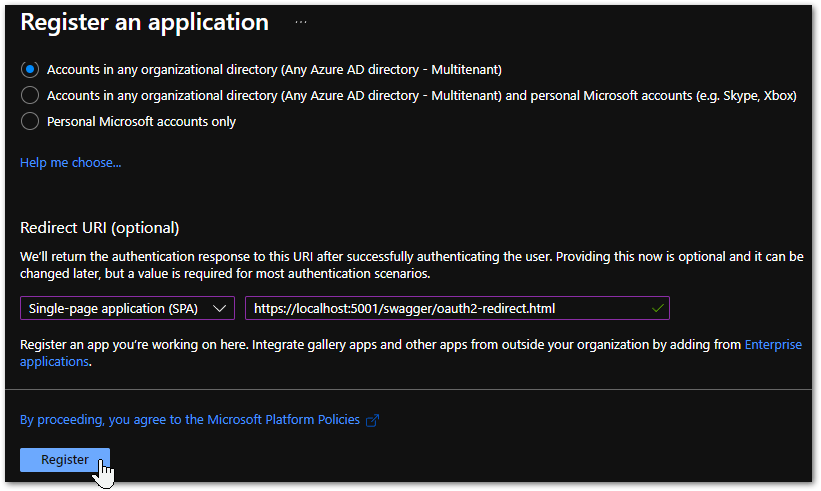 Register an application ...
Accounts in any organizational directory (Any Azure AD directory - Multitenant)
Accounts in any organizational directory (Any Azure AD directory - Multitenant) and personal Microsoft accounts (e.g. Skype, Xbox)
Personal Microsoft accounts only
Help me choose...
Redirect URI (optional)
We'll return the authentication response to this URI after successfully authenticating the user. Providing this now is optional and it can be
changed later, but a value is required for most authentication scenarios.
Single-page application (SPA) https://localhost:5001/swagger/oauth2-redirect.html
Register an app you're working on here. Integrate gallery apps and other apps from outside your organization by adding from Enterprise
applications.
By proceeding, you agree to the Microsoft Platform Policies
Register